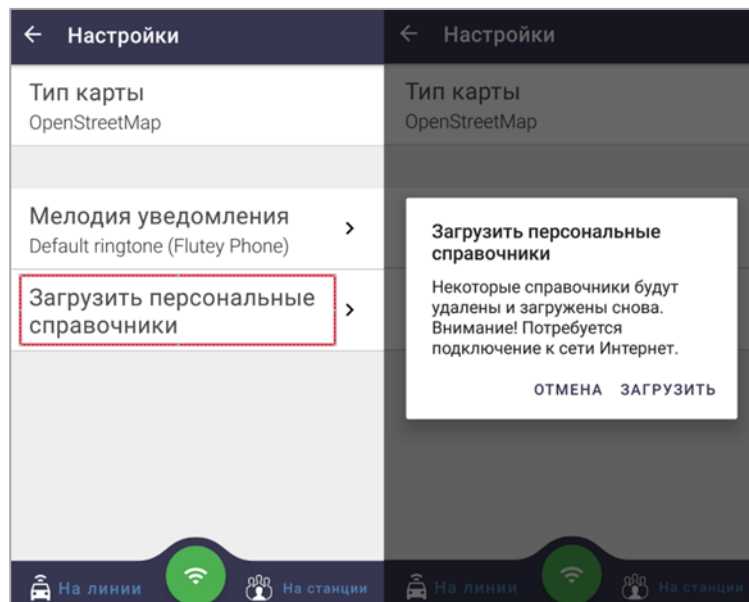 Настройки
Тип карты
OpenStreetMap
Мелодия уведомления
Default ringtone (Flutey Phone)
Загрузить персональные
справочники
На линии
На станции
Настройки
Тип карты
OpenStreetMap
Загрузить персональные
справочники
Некоторые справочники будут
удалены и загружены снова.
Внимание! Потребуется
подключение к сети Интернет.
ОТМЕНА ЗАГРУЗИТЬ
На линии
На станции